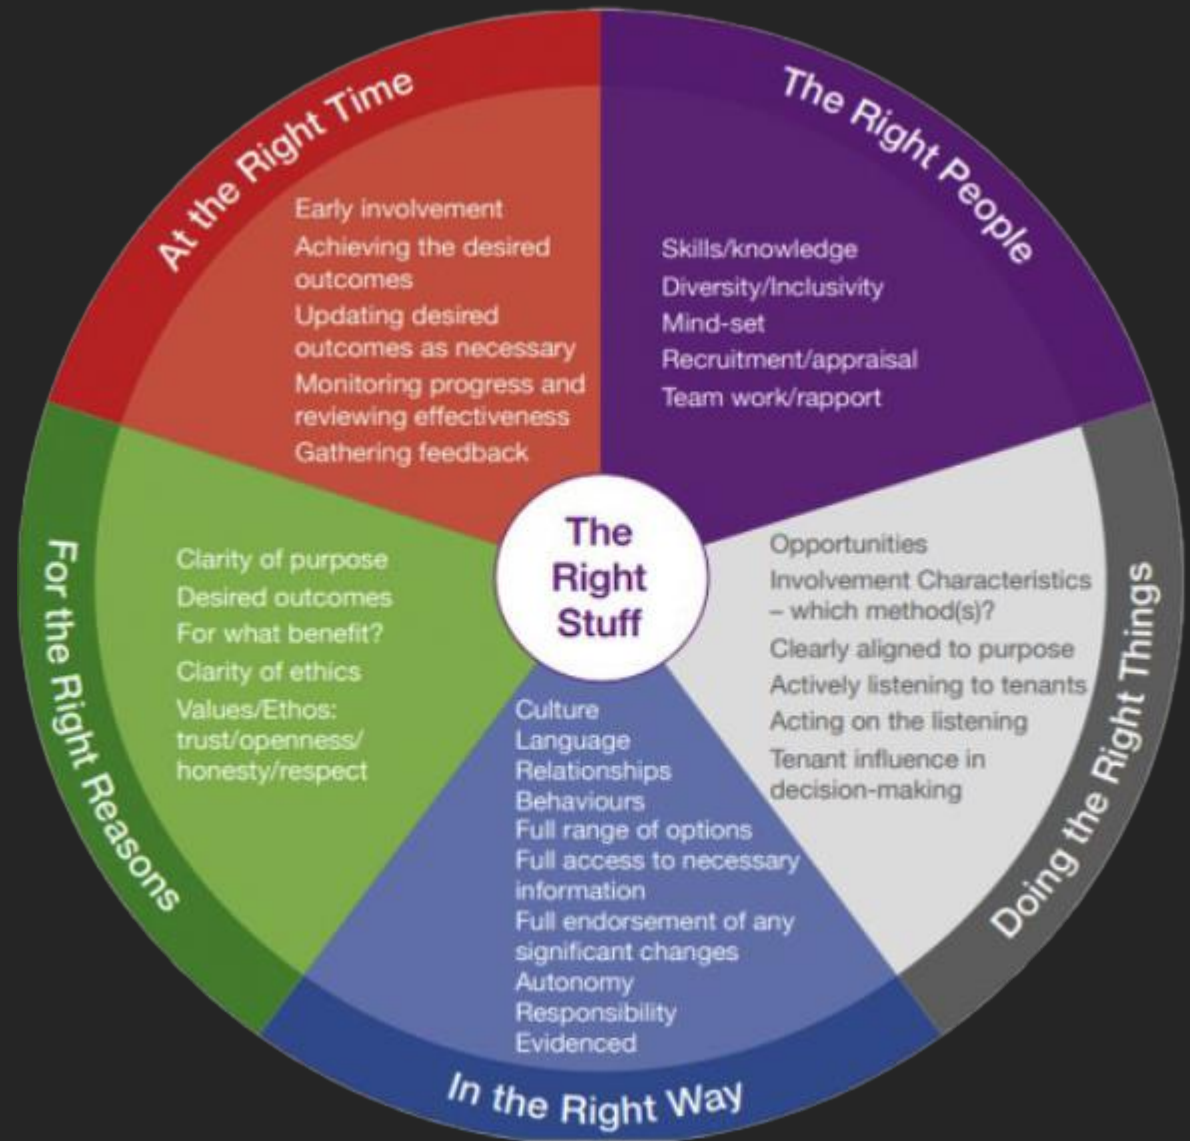 The Right Stuff
The Right People
Skills/knowledge
Diversity/Inclusivity
Mind-set
Recruitment/appraisal
Team work/rapport
Doing the Right Things
Opportunities
Involvement Characteristics
– which method(s)?
Clearly aligned to purpose
Actively listening to tenants
Acting on the listening
Tenant influence in
decision-making
In the Right Way
Culture
Language
Relationships
Behaviours
Full range of options
Full access to necessary
information
Full endorsement of any
significant changes
Autonomy
Responsibility
Evidenced
For the Right Reasons
Clarity of purpose
Desired outcomes
For what benefit?
Clarity of ethics
Values/Ethos:
trust/openness/
honesty/respect
At the Right Time
Early involvement
Achieving the desired
outcomes
Updating desired
outcomes as necessary
Monitoring progress and
reviewing effectiveness
Gathering feedback